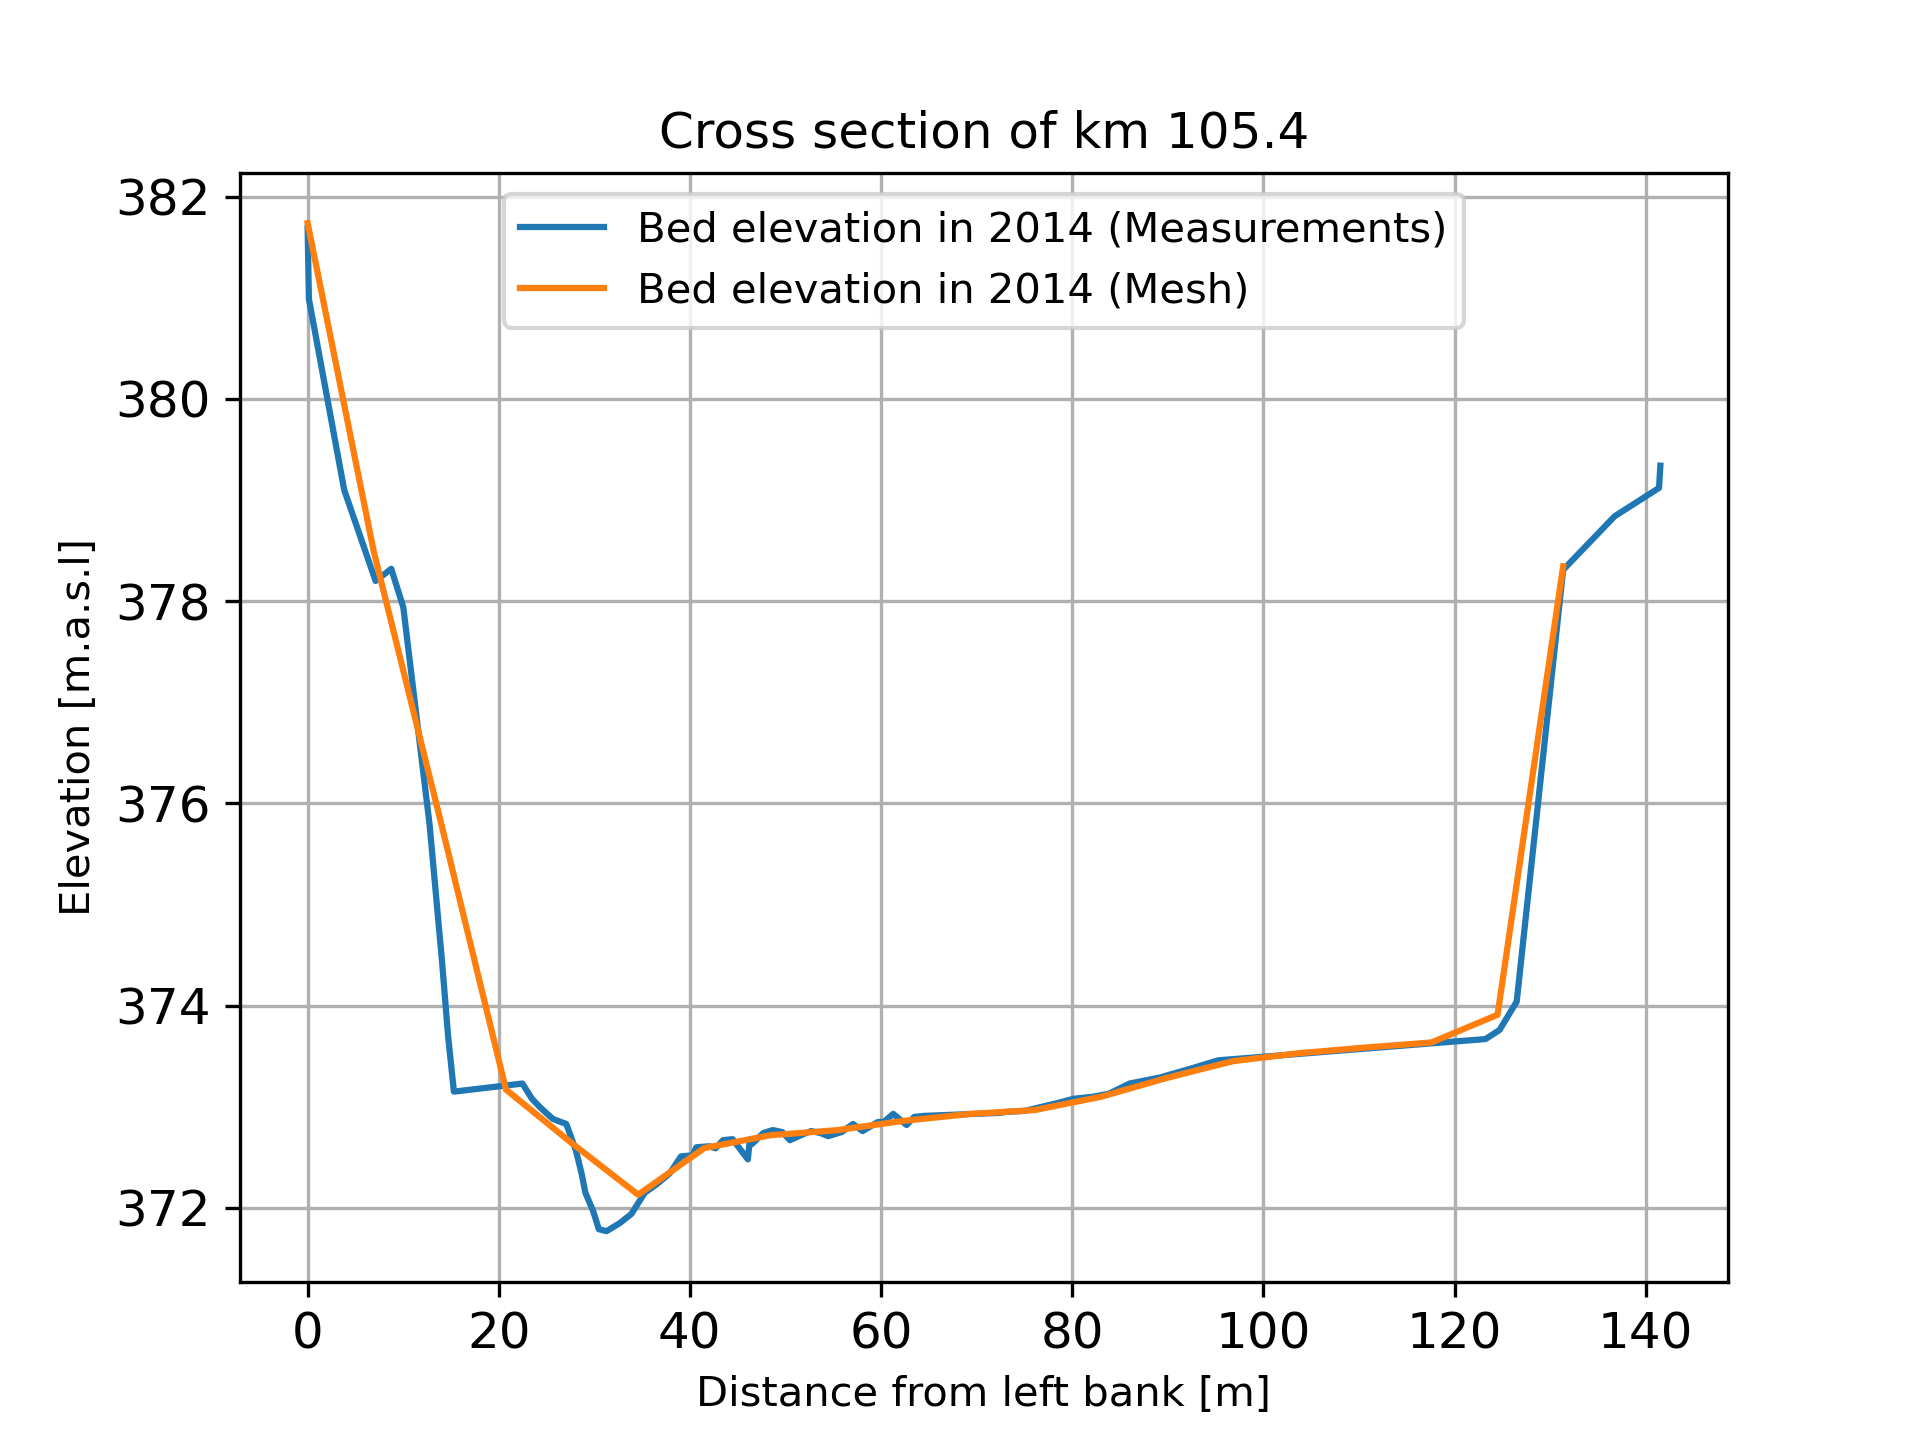 Cross section of km 105.4
Bed elevation in 2014 (Measurements)
Bed elevation in 2014 (Mesh)
382
380
378
376
374
372
Elevation [m.a.s.l]
0 20 40 60 80 100 120 140
Distance from left bank [m]